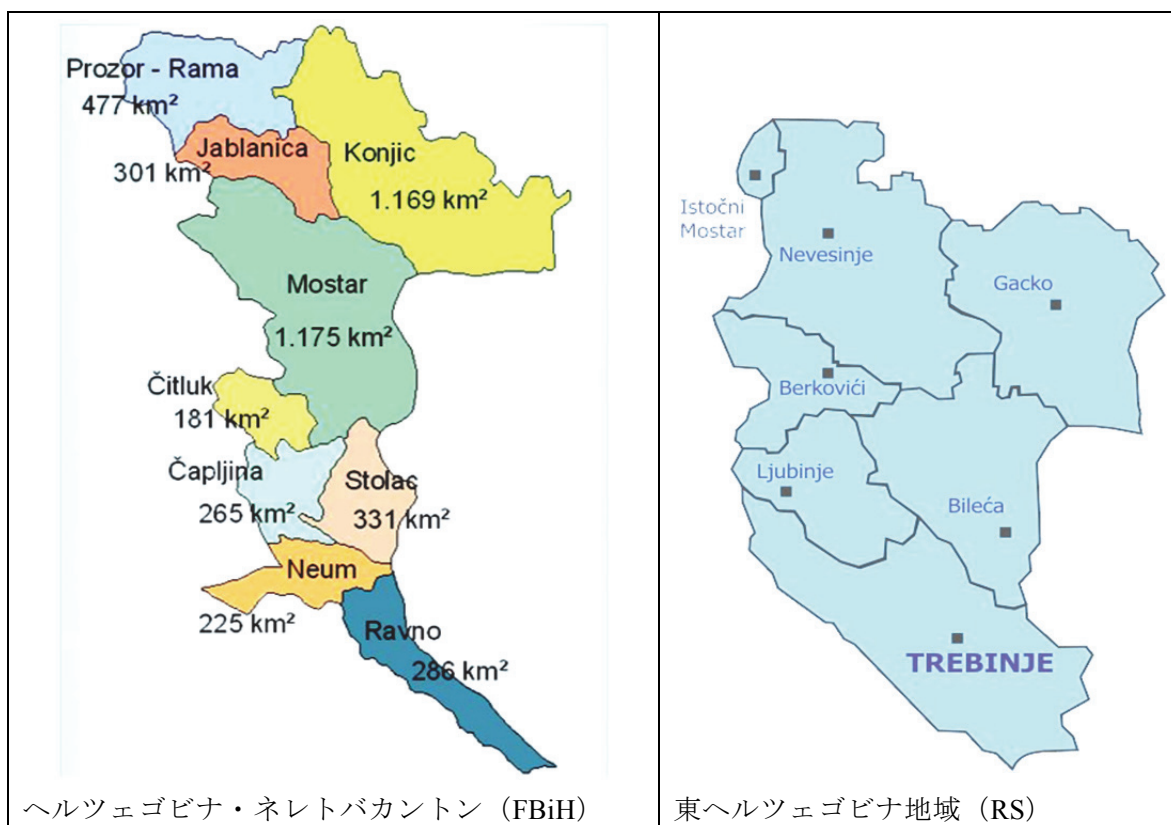 Prozor - Rama
477 km²
Jablanica
301 km²
Konjic
1.169 km²
Mostar
1.175 km²
Čitluk
181 km²
Čapljina
265 km²
Stolac
331 km²
Neum
225 km²
Ravno
286 km²
ヘルツェゴビナ・ネレトバカントン（FBiH）
Istočni
Mostar
Nevesinje
Gacko
Berkovići
Ljubinje
Bileća
TREBINJE
東ヘルツェゴビナ地域（RS）